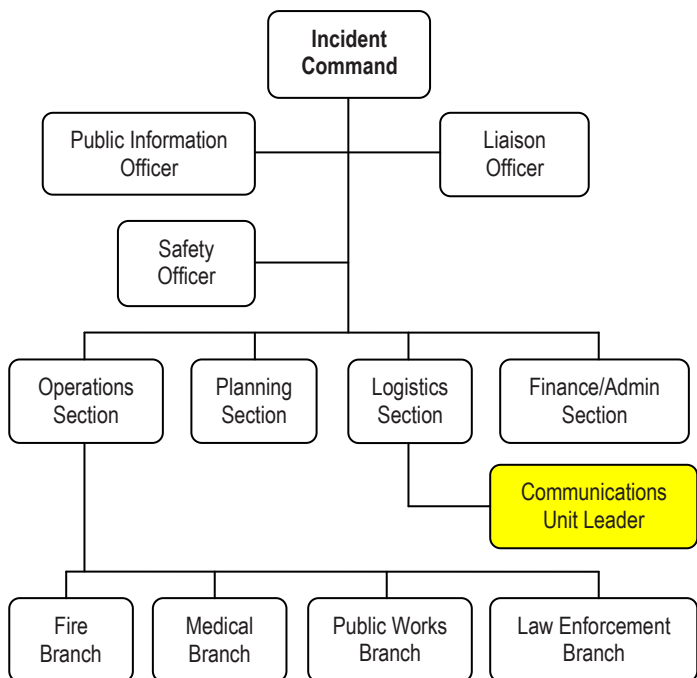 Incident
Command
Public Information
Officer
Liaison
Officer
Safety
Officer
Operations
Section
Planning
Section
Logistics
Section
Finance/Admin
Section
Communications
Unit Leader
Fire
Branch
Medical
Branch
Public Works
Branch
Law Enforcement
Branch